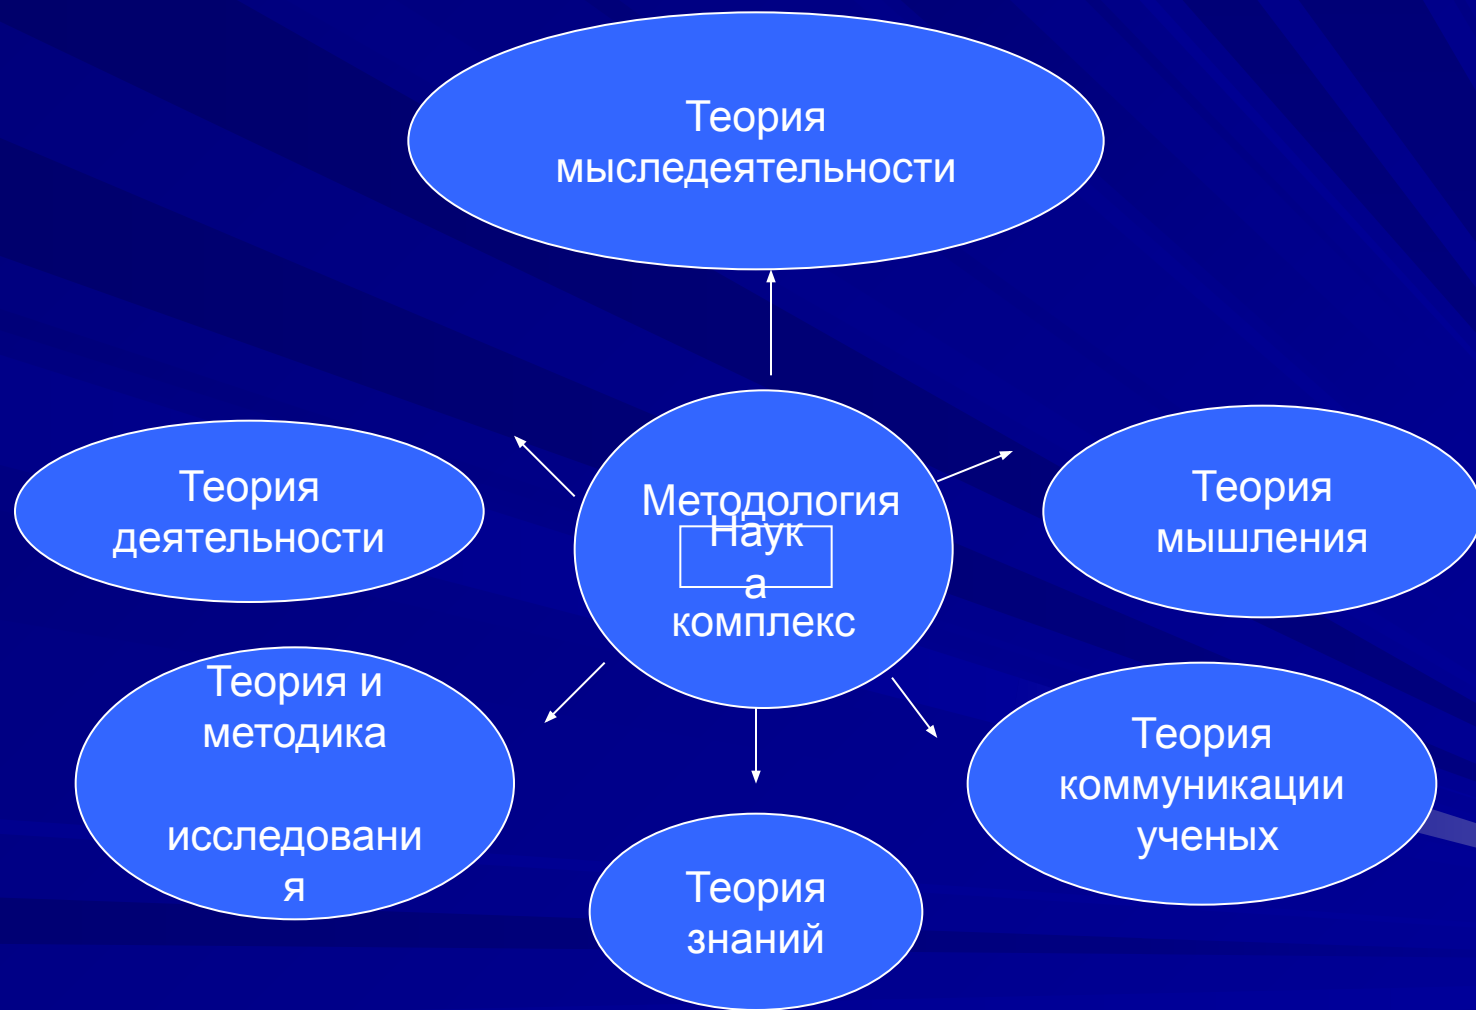 Теория
мыследеятельности
Теория
деятельности
Методология
Наук
а
комплекс
Теория
мышления
Теория и
методика
исследовани
я
Теория
знаний
Теория
коммуникации
ученых